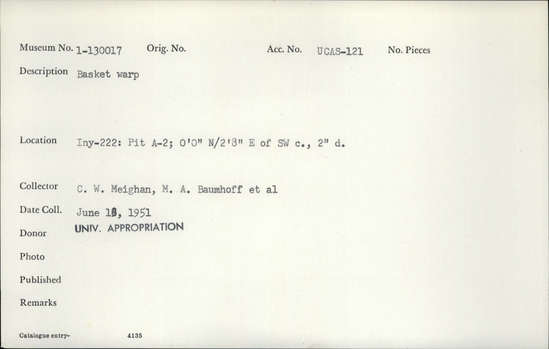 Museum No. 1-130017 Orig. No. Acc. No. UCAS-121 No. Pieces
Description Basket warp
Location Iny-222: Pit A-2; 0'0" N/2'8" E of SW c., 2" d.
Collector C. W. Meighan, M. A. Baumhoff et al
Date Coll. June, 1951
Donor UNIV. APPROPRIATION
Photo
Published
Remarks
Catalogue entry- 4135